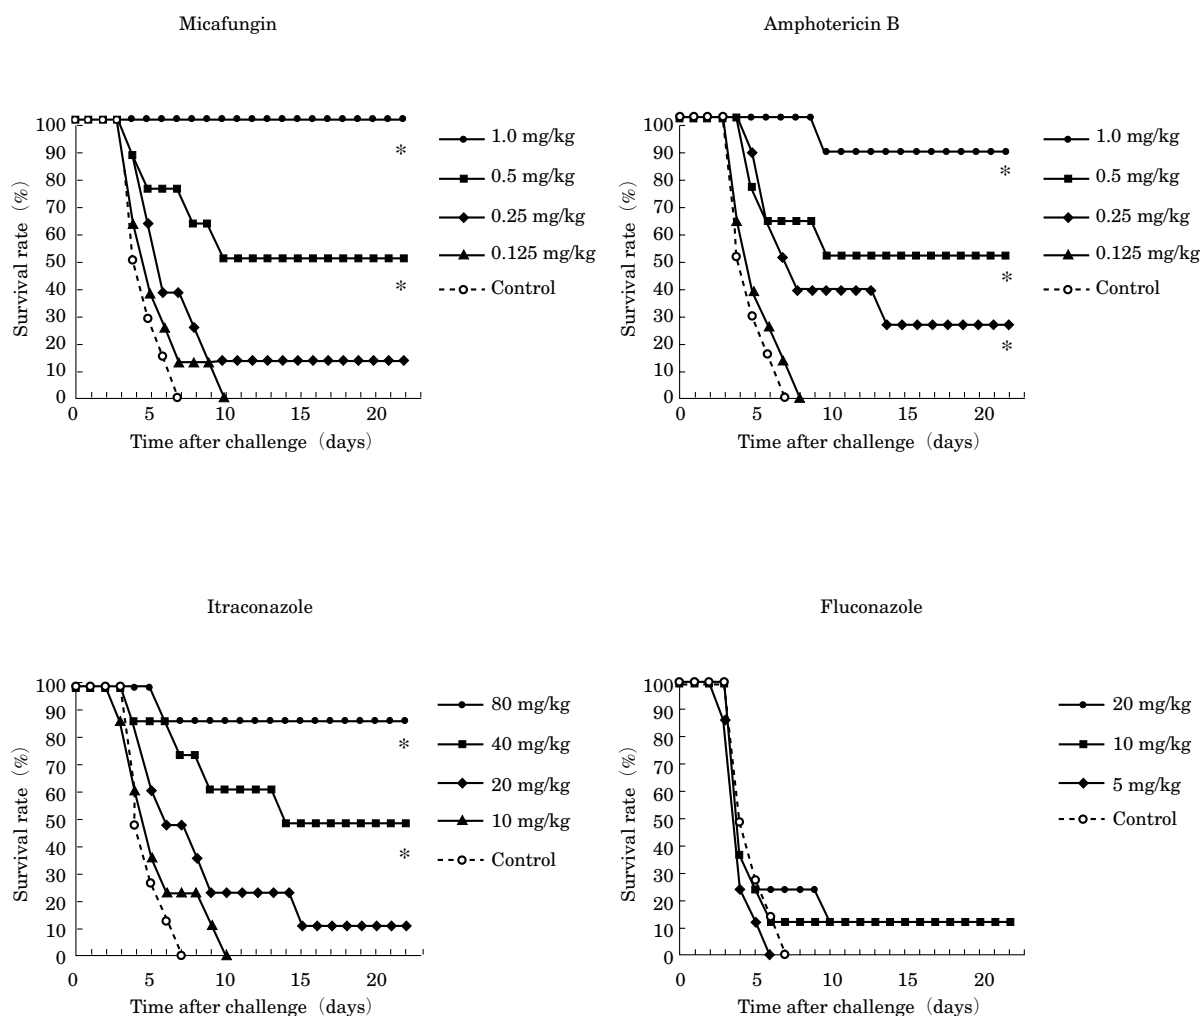 Micafungin
Survival rate (%)
100
90
80
70
60
50
40
30
20
10
0
0 5 10 15 20
Time after challenge (days)
1.0 mg/kg
0.5 mg/kg
0.25 mg/kg
0.125 mg/kg
Control
*
*
Amphotericin B
Survival rate (%)
100
90
80
70
60
50
40
30
20
10
0
0 5 10 15 20
Time after challenge (days)
1.0 mg/kg
0.5 mg/kg
0.25 mg/kg
0.125 mg/kg
Control
*
*
*
Itraconazole
Survival rate (%)
100
90
80
70
60
50
40
30
20
10
0
0 5 10 15 20
Time after challenge (days)
80 mg/kg
40 mg/kg
20 mg/kg
10 mg/kg
Control
*
*
Fluconazole
Survival rate (%)
100
90
80
70
60
50
40
30
20
10
0
0 5 10 15 20
Time after challenge (days)
20 mg/kg
10 mg/kg
5 mg/kg
Control